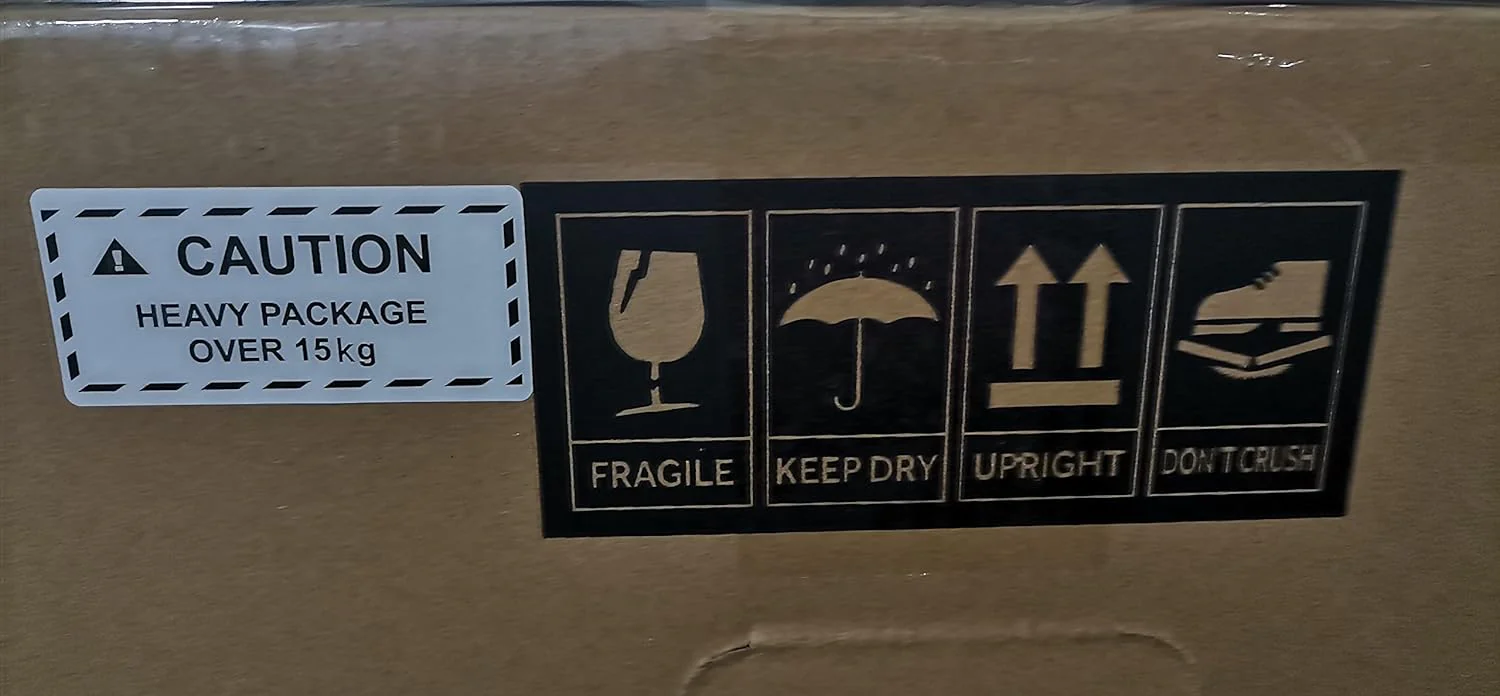 CAUTION
HEAVY PACKAGE
OVER 15kg
FRAGILE
KEEP DRY
UPRIGHT
DON'T CRUSH